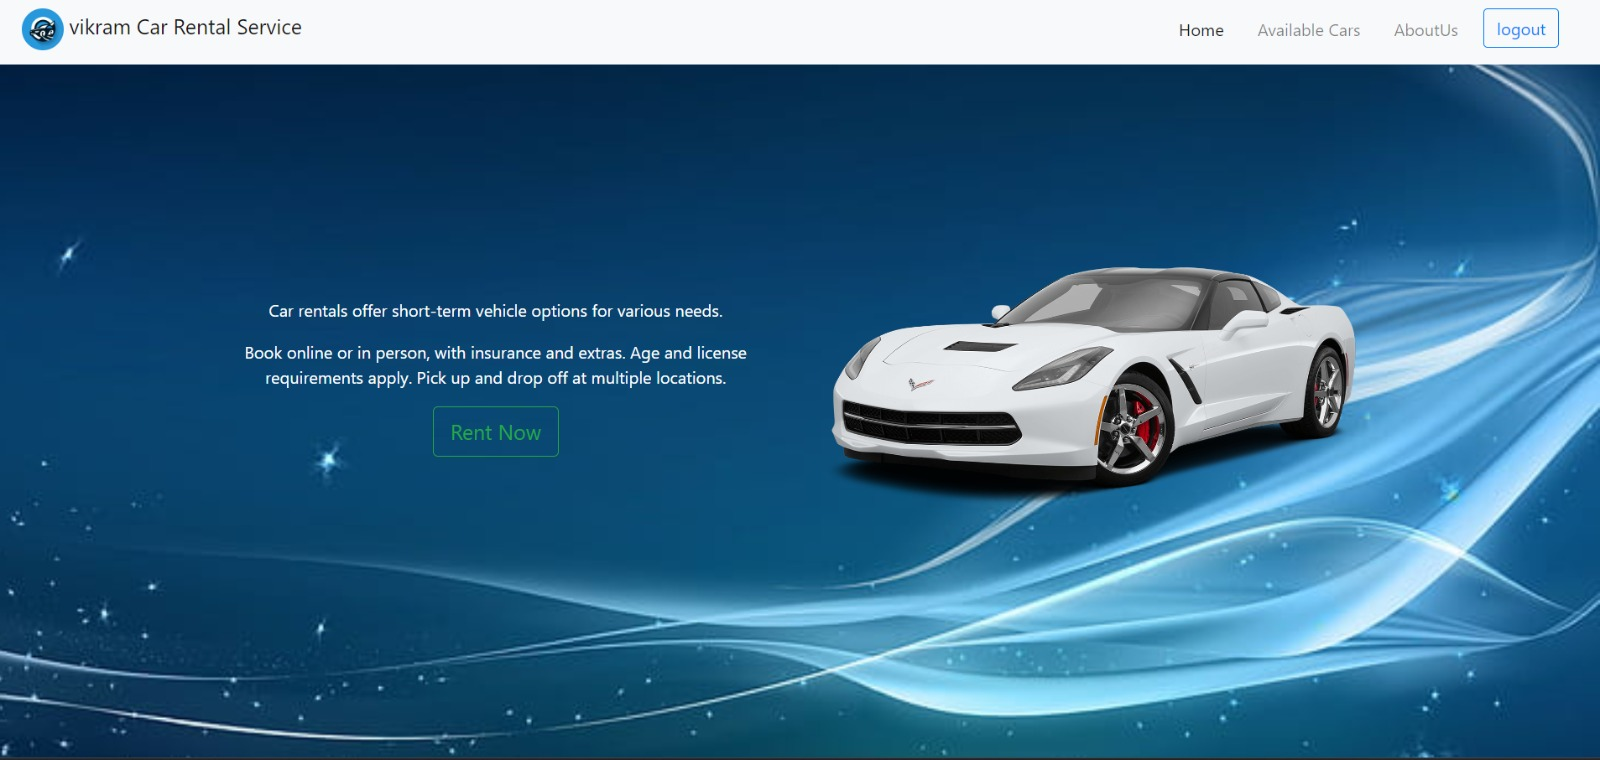 vikram Car Rental Service
Home
Available Cars
AboutUs
logout
Car rentals offer short-term vehicle options for various needs.
Book online or in person, with insurance and extras. Age and license
requirements apply. Pick up and drop off at multiple locations.
Rent Now